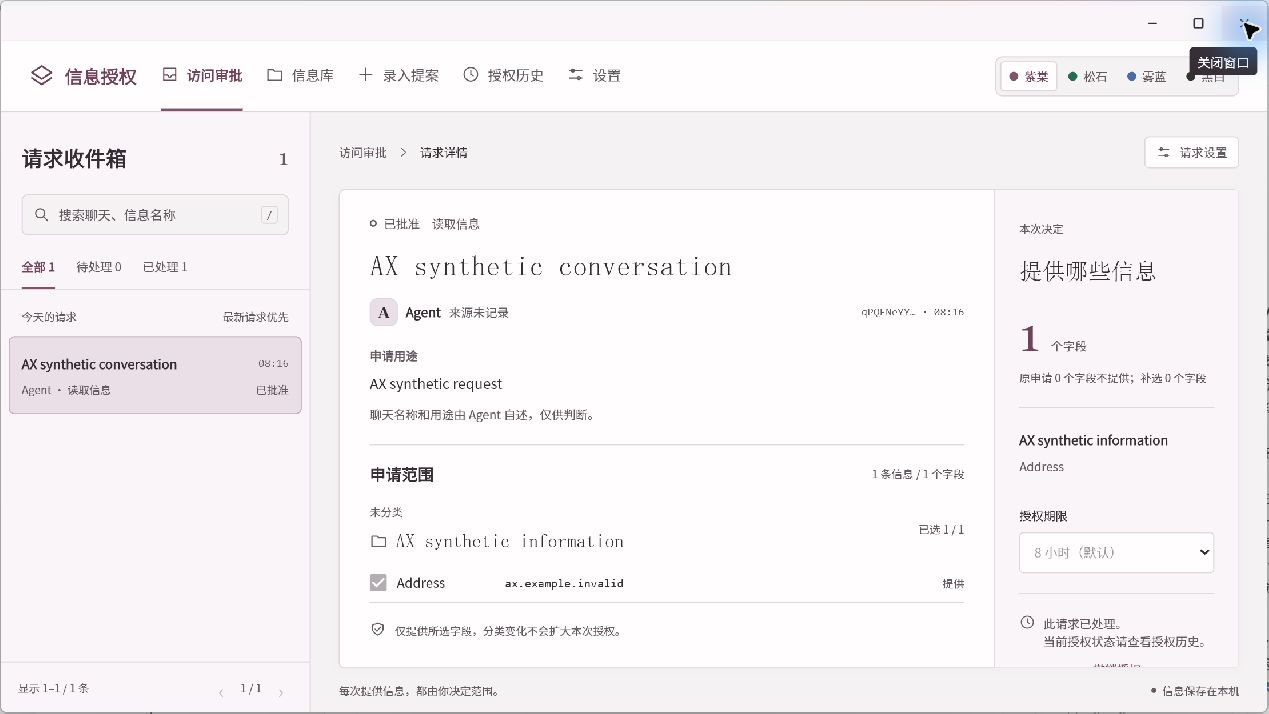 关闭窗口
信息授权
访问审批
信息库
录入提案
授权历史
设置
紫棠
松石
雾蓝
黑白
请求收件箱
1
搜索聊天、信息名称
/
全部 1
待处理 0
已处理 1
今天的请求
最新请求优先
AX synthetic conversation
08:16
Agent · 读取信息
已批准
显示 1–1 / 1 条
‹ 1 / 1 ›
访问审批 > 请求详情
请求设置
已批准 读取信息
AX synthetic conversation
A Agent 来源未记录
08:16
申请用途
AX synthetic request
聊天名称和用途由 Agent 自述，仅供判断。
申请范围
1 条信息 / 1 个字段
未分类
AX synthetic information
已选 1 / 1
Address
ax.example.invalid
提供
仅提供所选字段，分类变化不会扩大本次授权。
本次决定
提供哪些信息
1 个字段
原申请 0 个字段不提供；补选 0 个字段
AX synthetic information
Address
授权期限
8 小时（默认）
此请求已处理。
当前授权状态请查看授权历史。
每次提供信息，都由你决定范围。
信息保存在本机